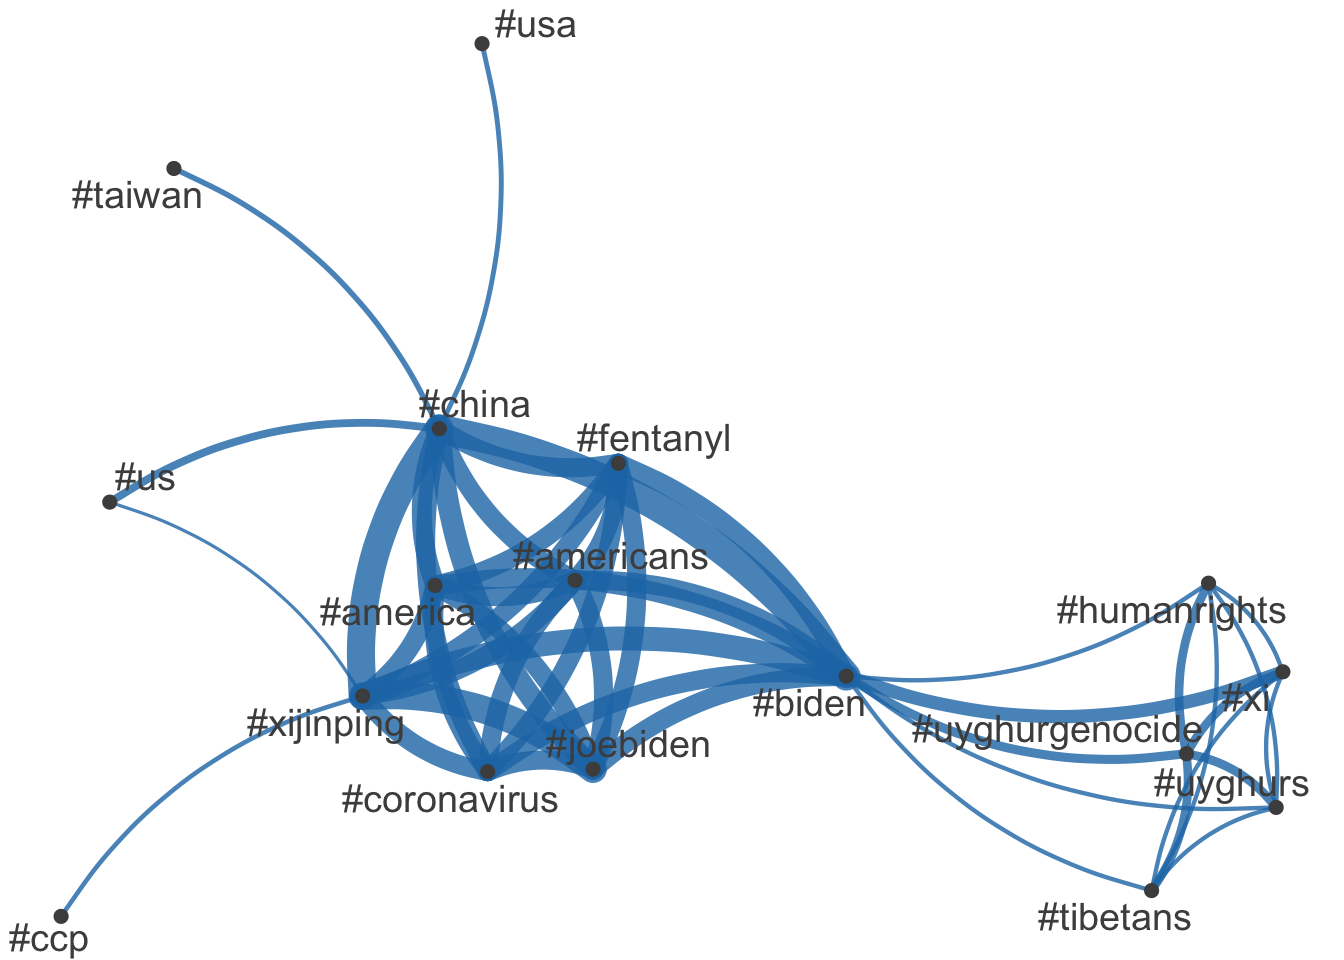 #usa
#taiwan
#china
#fentanyl
#us
#americans
#america
#humanrights
#xi
#biden
#xijinping
#uyghurgenocide
#joebiden
#uyghurs
#coronavirus
#tibetans
#ccp